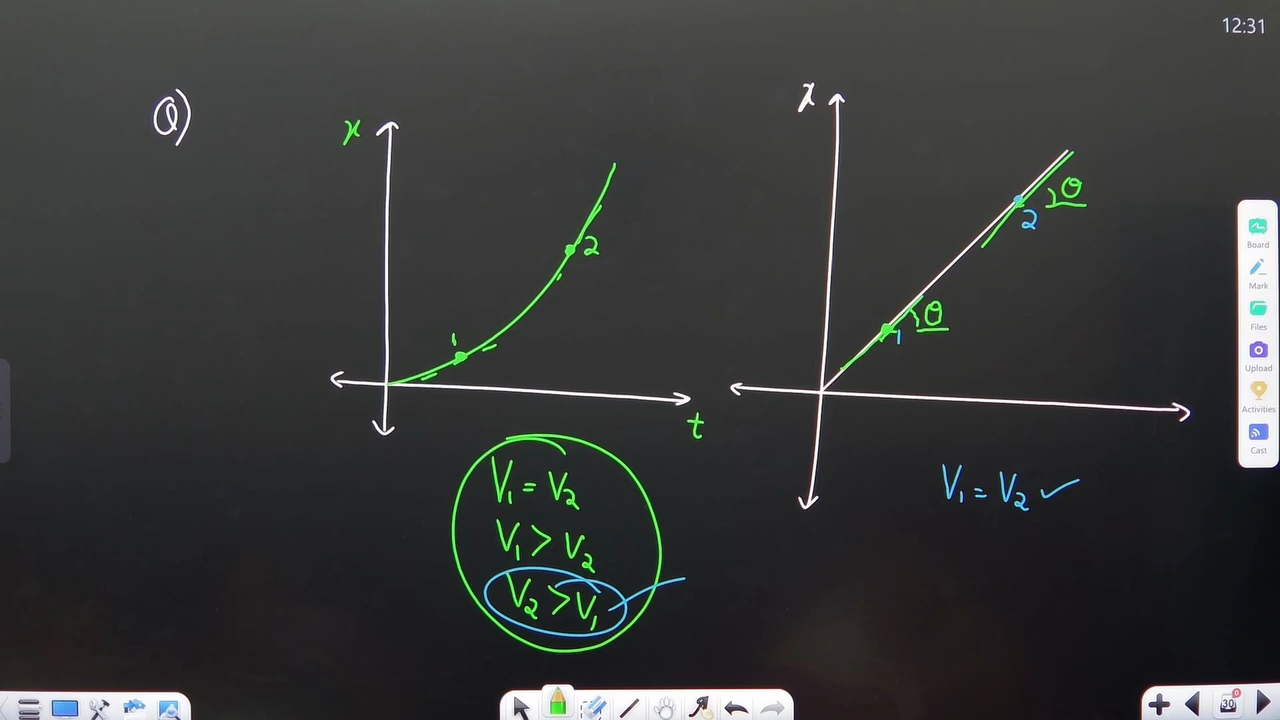 12:31
Q)
x
x
2
θ
2
1
θ
1
t
V₁ = V₂
V₁ > V₂
V₂ > V₁
V₁ = V₂ ✓
Board
Mark
Files
Upload
Activities
Cast
0
30